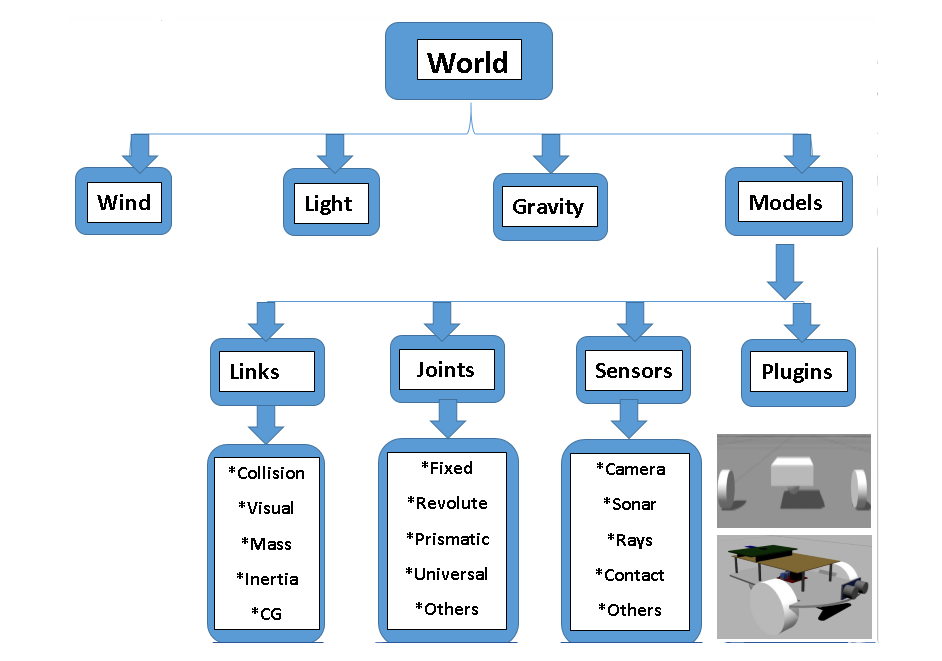 World
Wind
Light
Gravity
Models
Links
Joints
Sensors
Plugins
*Collision
*Visual
*Mass
*Inertia
*CG
*Fixed
*Revolute
*Prismatic
*Universal
*Others
*Camera
*Sonar
*Rays
*Contact
*Others